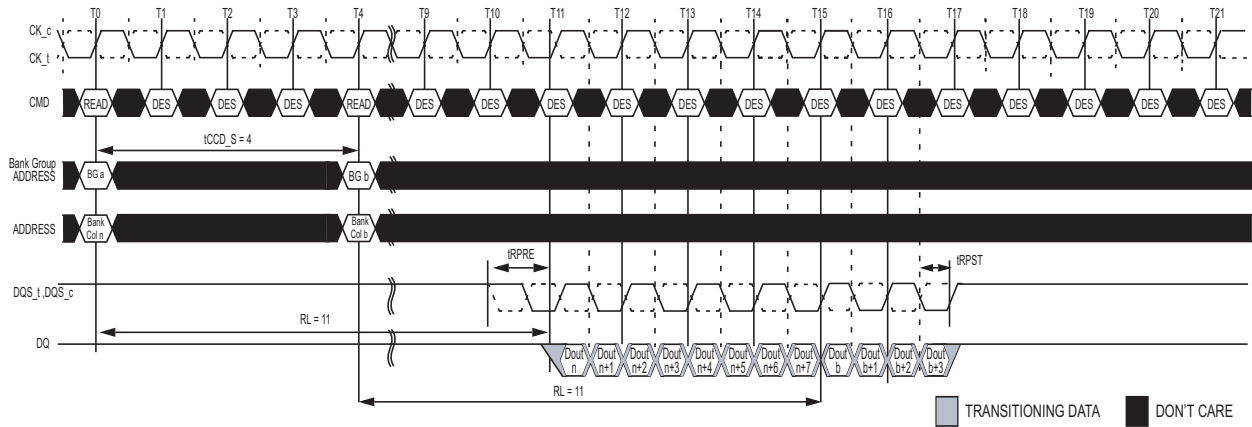 T0 T1 T2 T3 T4 T9 T10 T11 T12 T13 T14 T15 T16 T17 T18 T19 T20 T21
CK_c
CK_t
CMD READ DES DES DES READ DES DES DES DES DES DES DES DES DES DES DES DES DES
tCCD_S = 4
Bank Group
ADDRESS BG a BG b
ADDRESS Bank Bank
Col n Col b
tRPRE tRPST
DQS_t ,DQS_c
RL = 11
DQ Dout Dout Dout Dout Dout Dout Dout Dout Dout Dout Dout Dout
n n+1 n+2 n+3 n+4 n+5 n+6 n+7 b b+1 b+2 b+3
RL = 11
TRANSITIONING DATA DON'T CARE